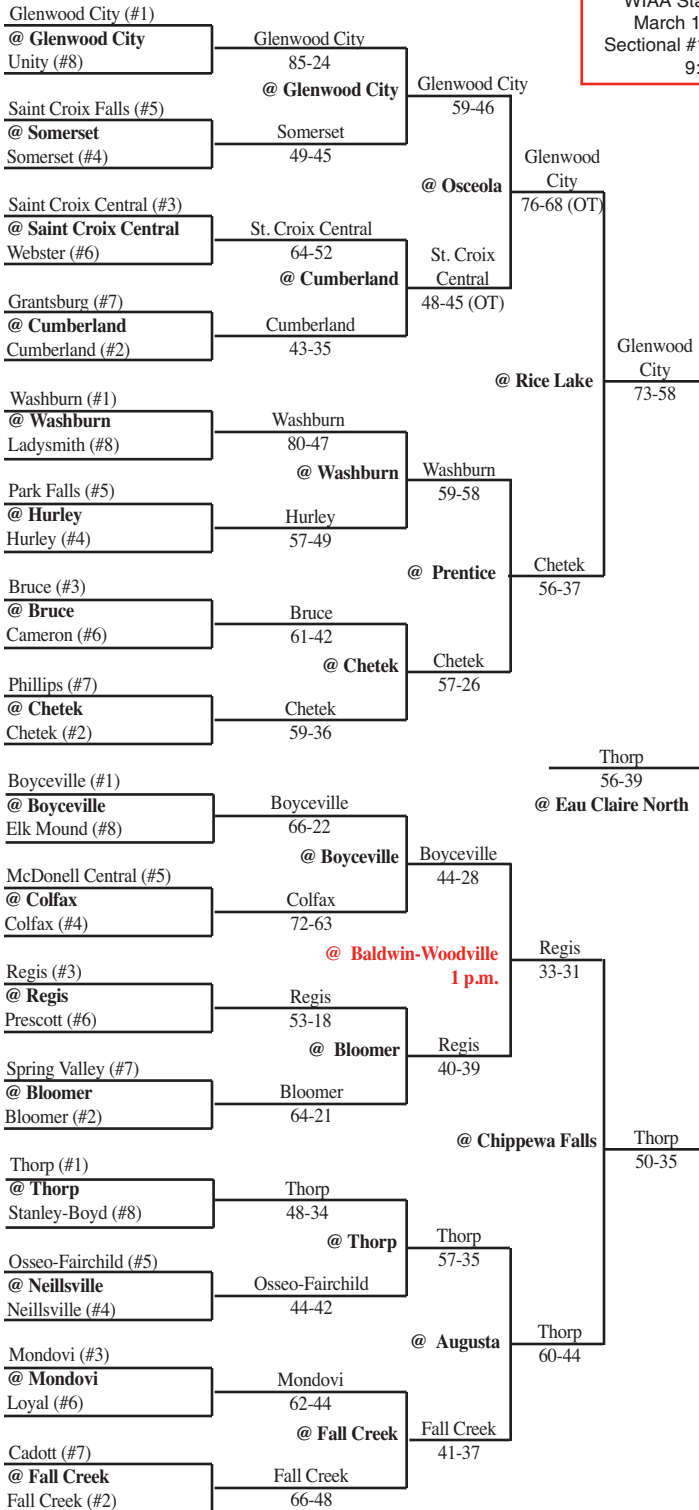 Glenwood City (#1)
@ Glenwood City
Unity (#8)
Saint Croix Falls (#5)
@ Somerset
Somerset (#4)
Saint Croix Central (#3)
@ Saint Croix Central
Webster (#6)
Grantsburg (#7)
@ Cumberland
Cumberland (#2)
Washburn (#1)
@ Washburn
Ladysmith (#8)
Park Falls (#5)
@ Hurley
Hurley (#4)
Bruce (#3)
@ Bruce
Cameron (#6)
Phillips (#7)
@ Chetek
Chetek (#2)
Boyceville (#1)
@ Boyceville
Elk Mound (#8)
McDonell Central (#5)
@ Colfax
Colfax (#4)
Regis (#3)
@ Regis
Prescott (#6)
Spring Valley (#7)
@ Bloomer
Bloomer (#2)
Thorp (#1)
@ Thorp
Stanley-Boyd (#8)
Osseo-Fairchild (#5)
@ Neillsville
Neillsville (#4)
Mondovi (#3)
@ Mondovi
Loyal (#6)
Cadott (#7)
@ Fall Creek
Fall Creek (#2)
Glenwood City
85-24
@ Glenwood City
Somerset
49-45
St. Croix Central
64-52
@ Cumberland
Cumberland
43-35
Washburn
80-47
@ Washburn
Hurley
57-49
Bruce
61-42
@ Chetek
Chetek
59-36
Boyceville
66-22
@ Boyceville
Colfax
72-63
Regis
53-18
@ Bloomer
Bloomer
64-21
Thorp
48-34
@ Thorp
Osseo-Fairchild
44-42
Mondovi
62-44
@ Fall Creek
Fall Creek
66-48
Glenwood City
59-46
@ Osceola
St. Croix
Central
48-45 (OT)
Washburn
59-58
@ Prentice
Chetek
57-26
Boyceville
44-28
@ Baldwin-Woodville
1 p.m.
Regis
40-39
Thorp
57-35
@ Augusta
Fall Creek
41-37
Glenwood
City
76-68 (OT)
@ Rice Lake
Chetek
56-37
Regis
33-31
@ Chippewa Falls
Thorp
60-44
Glenwood
City
73-58
Thorp
56-39
@ Eau Claire North
Thorp
50-35
March 1
Sectional #
9: